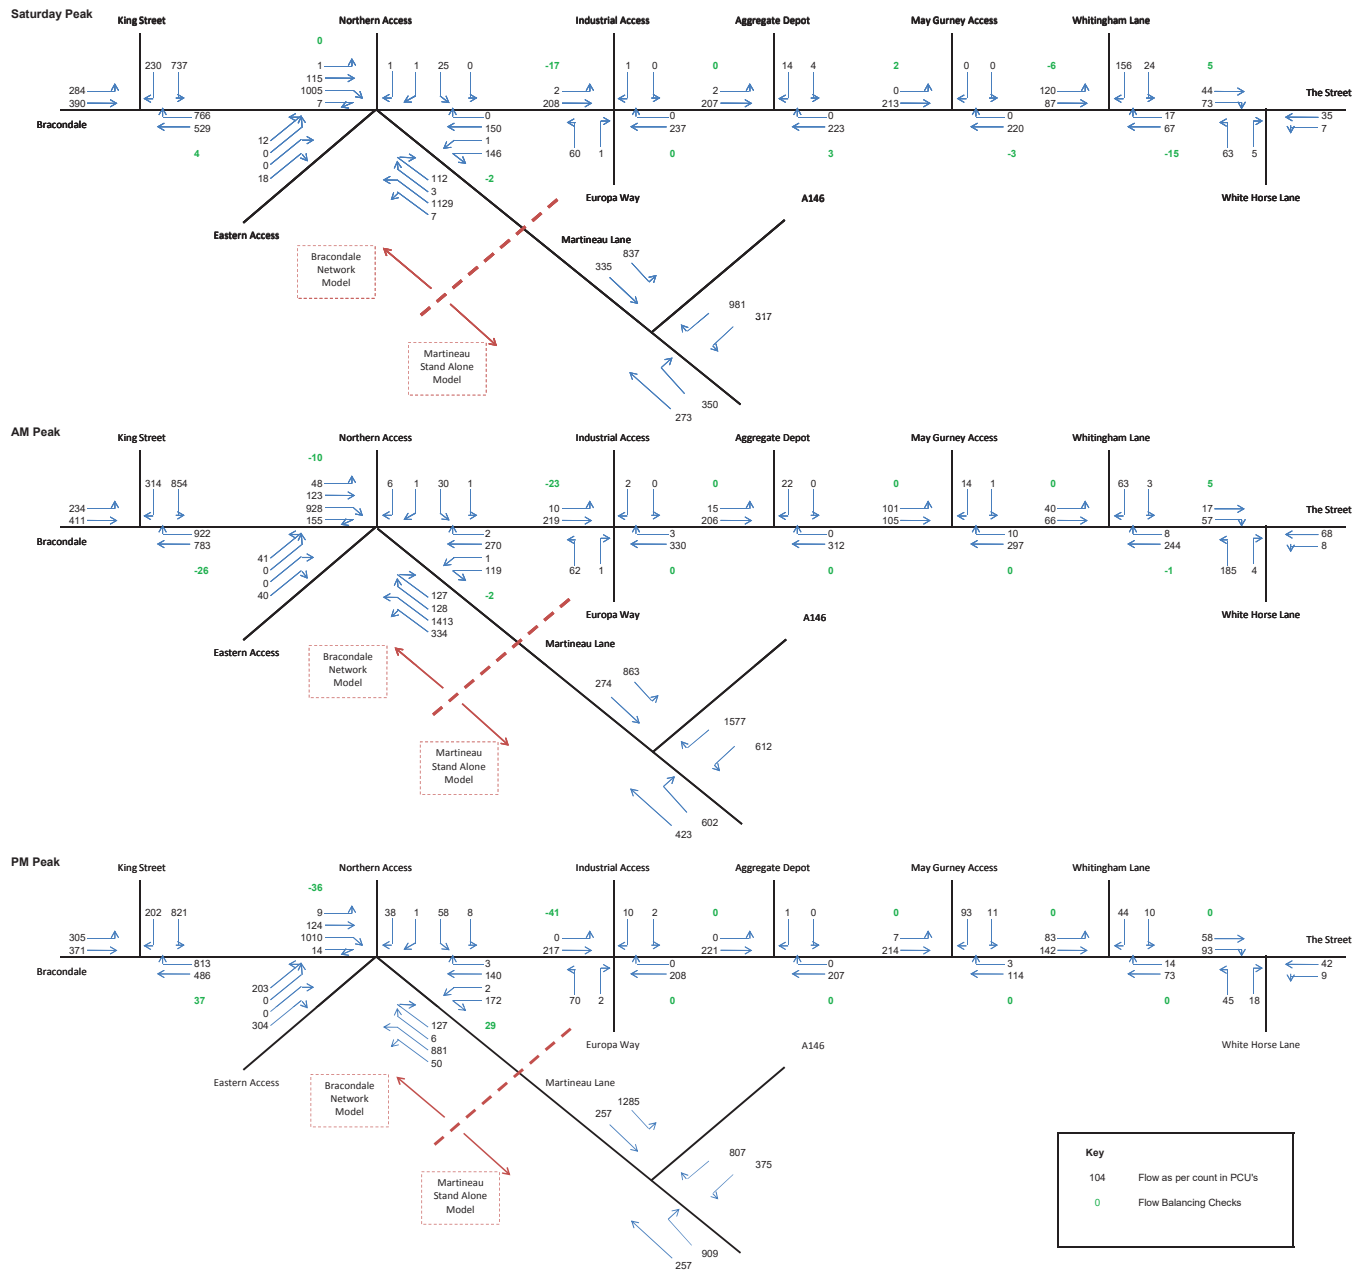 Saturday Peak
King Street Northern Access Industrial Access Aggregate Depot May Gurney Access Whitingham Lane
0
230 737 1 1 1 25 0 -17 1 0 0 14 4 2 0 0 -6 156 24 5
115
284 1005 2 2 0 120 44 The Street
390 7 208 207 213 87 73
Bracondale 766 0 0 0 0 17 35
529 150 237 223 220 67 7
12 1
4 0 146 60 1 0 3 -3 -15 63 5
0
18 112 -2
3 Europa Way A146 White Horse Lane
1129
7
Eastern Access Martineau Lane
Bracondale
Network
Model
837
335
981
317
Martineau
Stand Alone
Model
350
273
AM Peak
King Street Northern Access Industrial Access Aggregate Depot May Gurney Access Whitingham Lane
-10
314 854 48 6 1 30 1 -23 2 0 0 22 0 0 14 1 0 63 3 5
123
234 928 10 15 101 40 17 The Street
411 155 219 206 105 66 57
Bracondale 922 2 3 0 10 8 68
783 270 330 312 297 244 8
41 1
-26 0 119 62 1 0 0 0 -1 185 4
0
40 127 -2
128 Europa Way A146 White Horse Lane
1413
334
Eastern Access Martineau Lane
Bracondale
Network
Model
863
274
1577
612
Martineau
Stand Alone
Model
602
423
PM Peak
King Street Northern Access Industrial Access Aggregate Depot May Gurney Access Whitingham Lane
-36
202 821 9 38 1 58 8 -41 10 2 0 1 0 0 93 11 0 44 10 0
124
305 1010 0 0 7 83 58 The Street
371 14 217 221 214 142 93
Bracondale 813 3 0 0 3 14 42
486 140 208 207 114 73 9
203 2
37 0 172 70 2 0 0 0 0 45 18
0
304 127 29
6 Europa Way A146 White Horse Lane
881
50
Eastern Access Martineau Lane
Bracondale
Network
Model
1285
257
807
375
Martineau
Stand Alone
Model
909
257
Key
104 Flow as per count in PCU's
0 Flow Balancing Checks